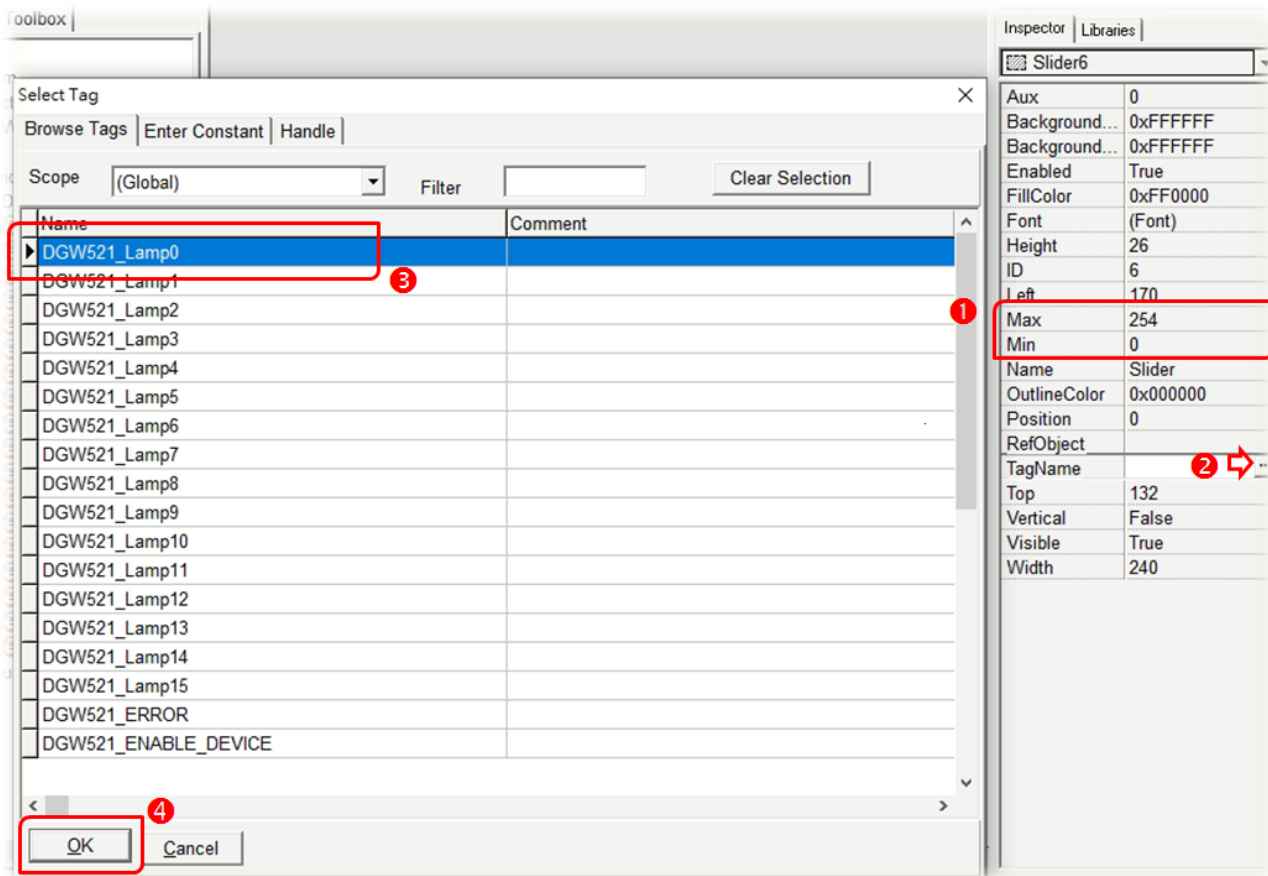 Toolbox
Select Tag
Browse Tags Enter Constant Handle
Scope (Global) Filter Clear Selection
Name Comment
DGW521_Lamp0
❸
DGW521_Lamp1
DGW521_Lamp2
DGW521_Lamp3
DGW521_Lamp4
DGW521_Lamp5
DGW521_Lamp6
DGW521_Lamp7
DGW521_Lamp8
DGW521_Lamp9
DGW521_Lamp10
DGW521_Lamp11
DGW521_Lamp12
DGW521_Lamp13
DGW521_Lamp14
DGW521_Lamp15
DGW521_ERROR
DGW521_ENABLE_DEVICE
❹
OK Cancel
Inspector Libraries
Slider6
Aux 0
Background... 0xFFFFFF
Background... 0xFFFFFF
Enabled True
FillColor 0xFF0000
Font (Font)
Height 26
ID 6
Left 170
❶
Max 254
Min 0
Name Slider
OutlineColor 0x000000
Position 0
RefObject
TagName ❷ ...
Top 132
Vertical False
Visible True
Width 240